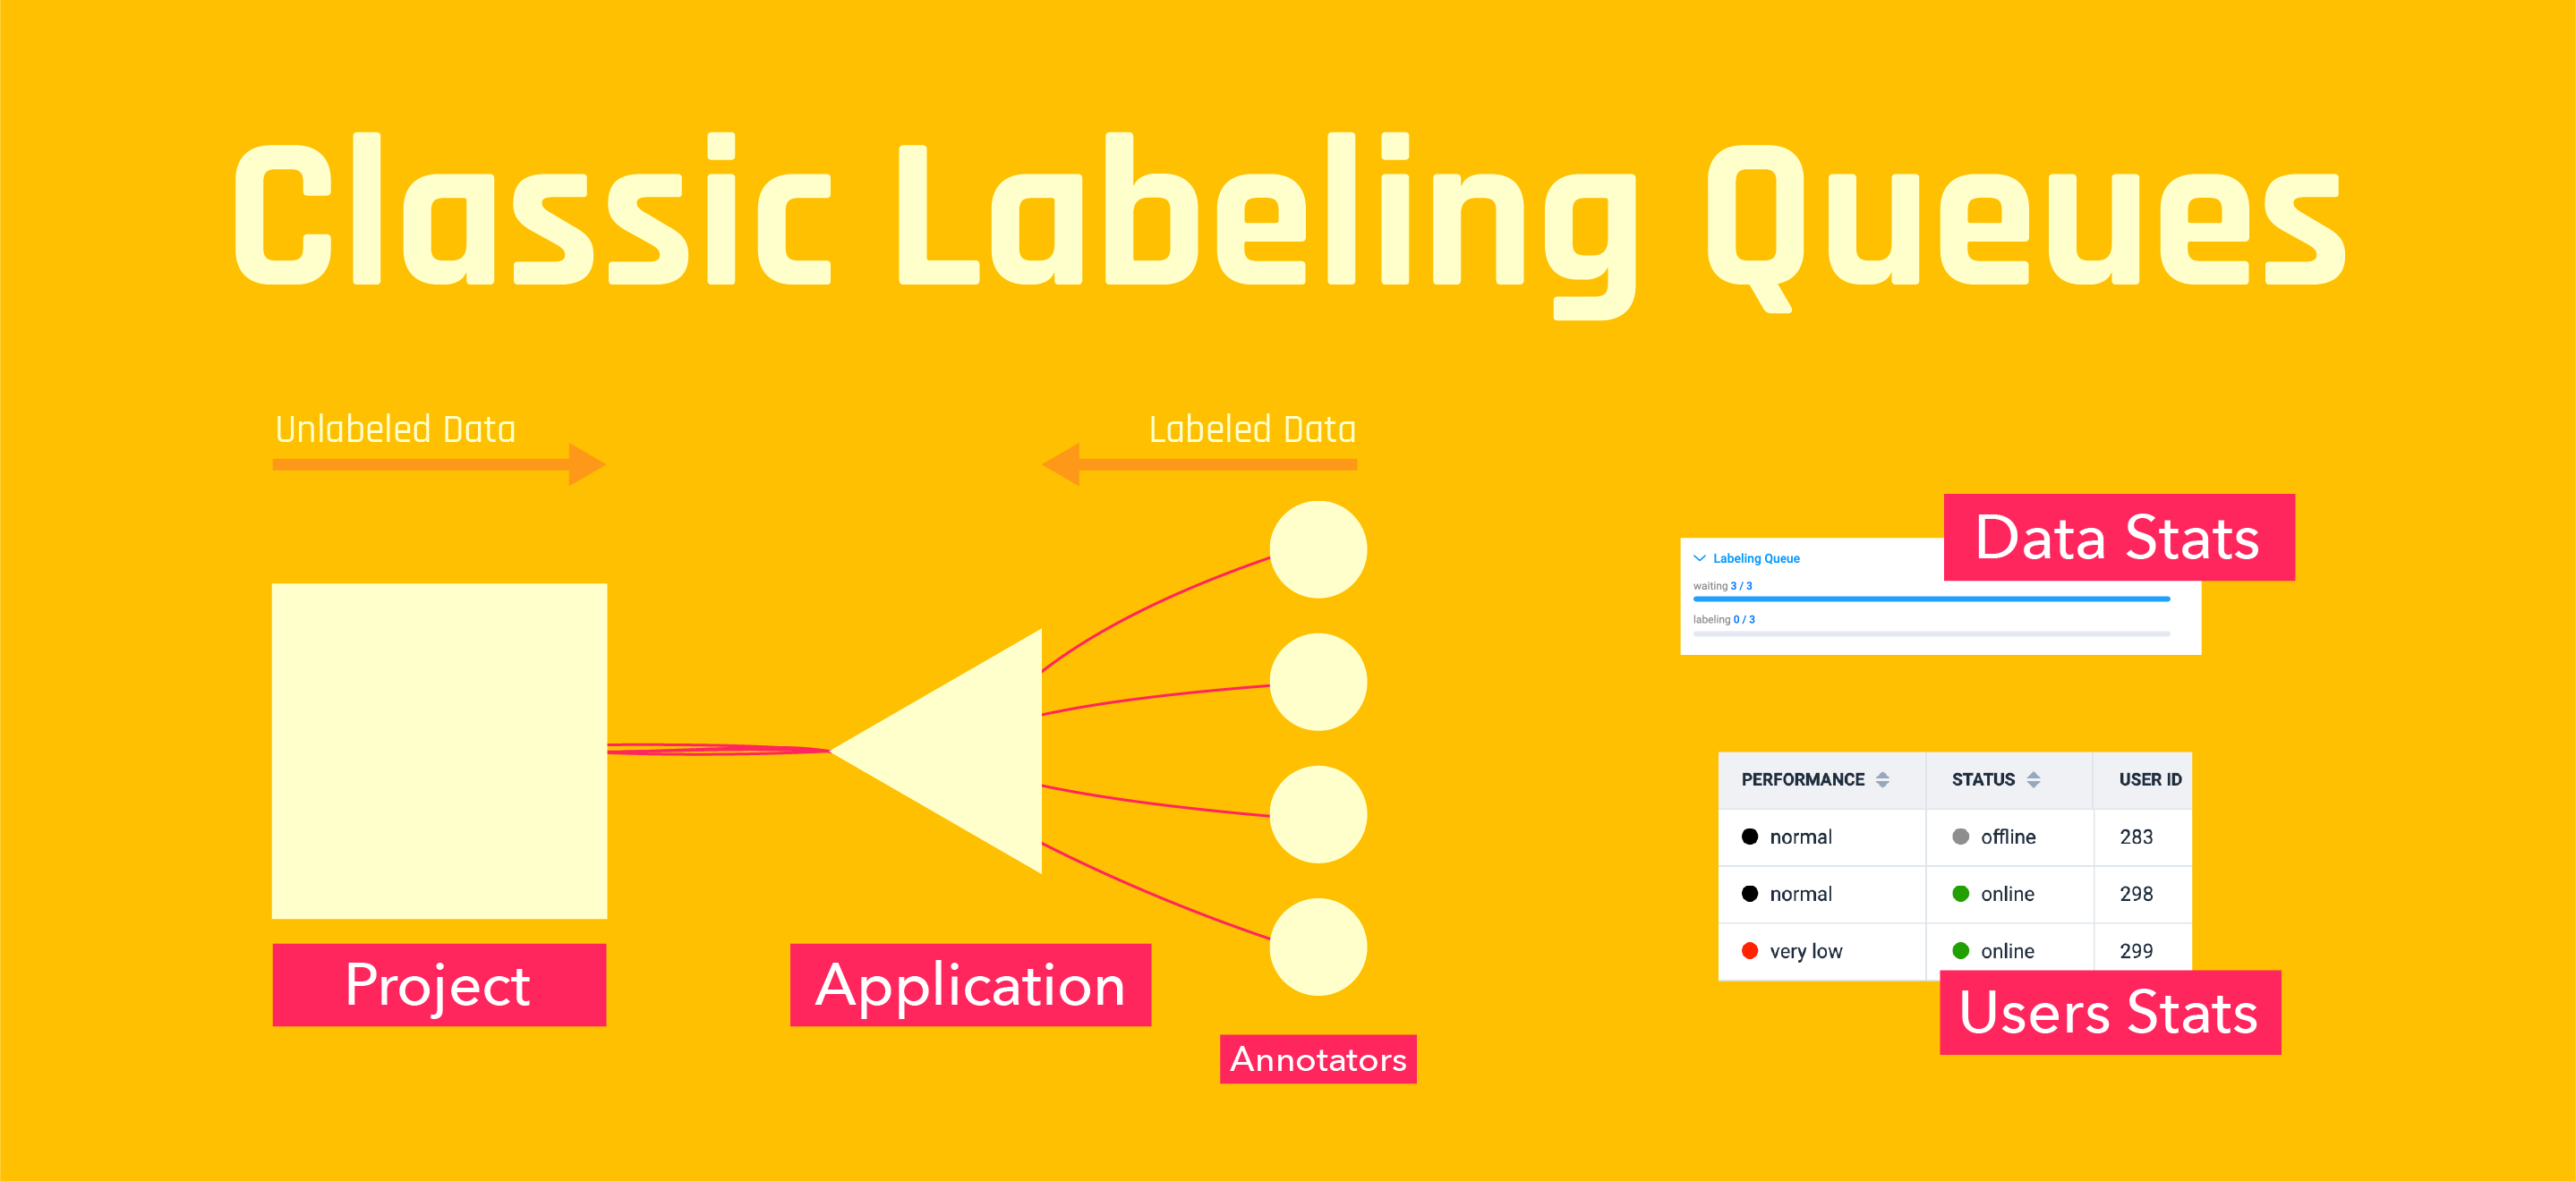 Classic Labeling Queues
Unlabeled Data
Labeled Data
Project
Application
Annotators
Data Stats
Labeling Queue
waiting 3 / 3
labeling 0 / 3
PERFORMANCE STATUS USER ID
normal offline 283
normal online 298
very low online 299
Users Stats